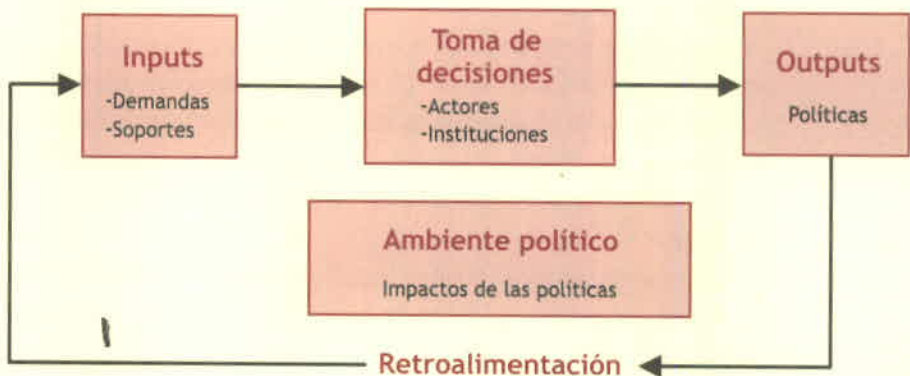 Inputs
-Demandas
-Soportes
Toma de
decisiones
-Actores
-Instituciones
Outputs
Políticas
Ambiente político
Impactos de las políticas
Retroalimentación